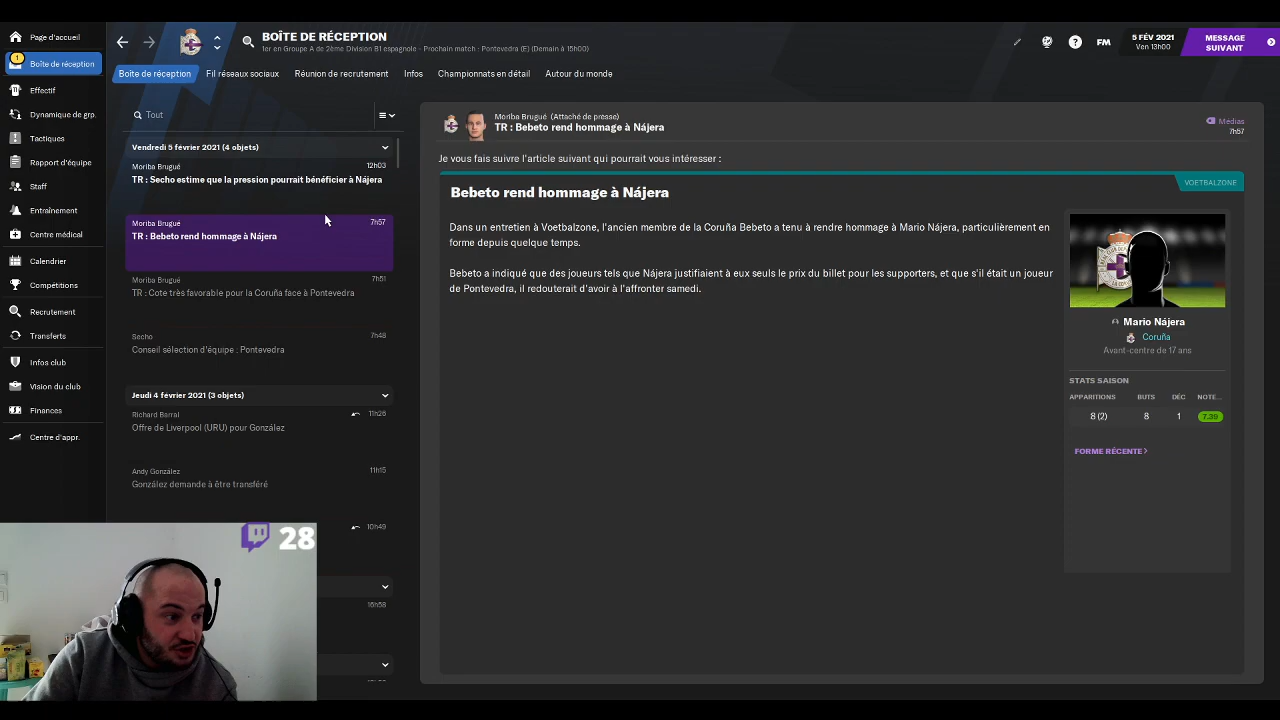 Page d'accueil
1
Boîte de réception
Effectif
Dynamique de grp.
Tactiques
Rapport d'équipe
Staff
Entraînement
Centre médical
Calendrier
Compétitions
Recrutement
Transferts
Infos club
Vision du club
Finances
Centre d'appr.
BOÎTE DE RÉCEPTION
1er en Groupe A de 2ème Division B1 espagnole - Prochain match - Pontevedra (E) (Demain à 15h00)
FM
5 FÉV 2021
Ven 13h00
MESSAGE
SUIVANT
Boîte de réception
Fil réseaux sociaux
Réunion de recrutement
Infos
Championnats en détail
Autour du monde
Tout
Vendredi 5 février 2021 (4 objets)
Moriba Brugué 12h03
TR : Secho estime que la pression pourrait bénéficier à Nájera
Moriba Brugué 7h57
TR : Bebeto rend hommage à Nájera
Moriba Brugué 7h51
TR : Cote très favorable pour la Coruña face à Pontevedra
Secho 7h48
Conseil sélection d'équipe : Pontevedra
Jeudi 4 février 2021 (3 objets)
Richard Barral 11h26
Offre de Liverpool (URU) pour González
Andy González 11h15
González demande à être transféré
10h49
16h58
28
Moriba Brugué (Attaché de presse)
TR : Bebeto rend hommage à Nájera
Médias
7h57
Je vous fais suivre l'article suivant qui pourrait vous intéresser :
VOETBALZONE
Bebeto rend hommage à Nájera
Dans un entretien à Voetbalzone, l'ancien membre de la Coruña Bebeto a tenu à rendre hommage à Mario Nájera, particulièrement en
forme depuis quelque temps.
Bebeto a indiqué que des joueurs tels que Nájera justifiaient à eux seuls le prix du billet pour les supporters, et que s'il était un joueur
de Pontevedra, il redouterait d'avoir à l'affronter samedi.
Mario Nájera
Coruña
Avant-centre de 17 ans
STATS SAISON
APPARITIONS BUTS DÉC NOTE...
8 (2) 8 1 7.39
FORME RÉCENTE